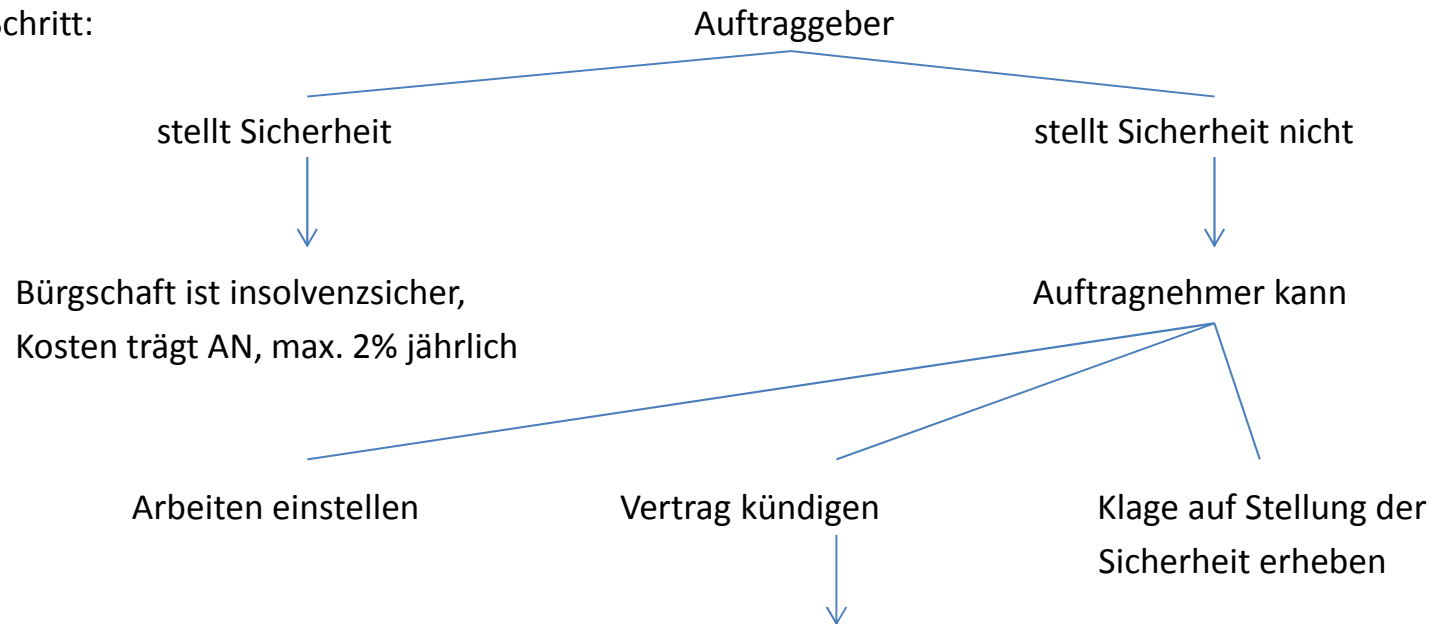 Schritt:
Auftraggeber
stellt Sicherheit
stellt Sicherheit nicht
Bürgschaft ist insolvenzsicher,
Kosten trägt AN, max. 2% jährlich
Auftragnehmer kann
Arbeiten einstellen
Vertrag kündigen
Klage auf Stellung der
Sicherheit erheben